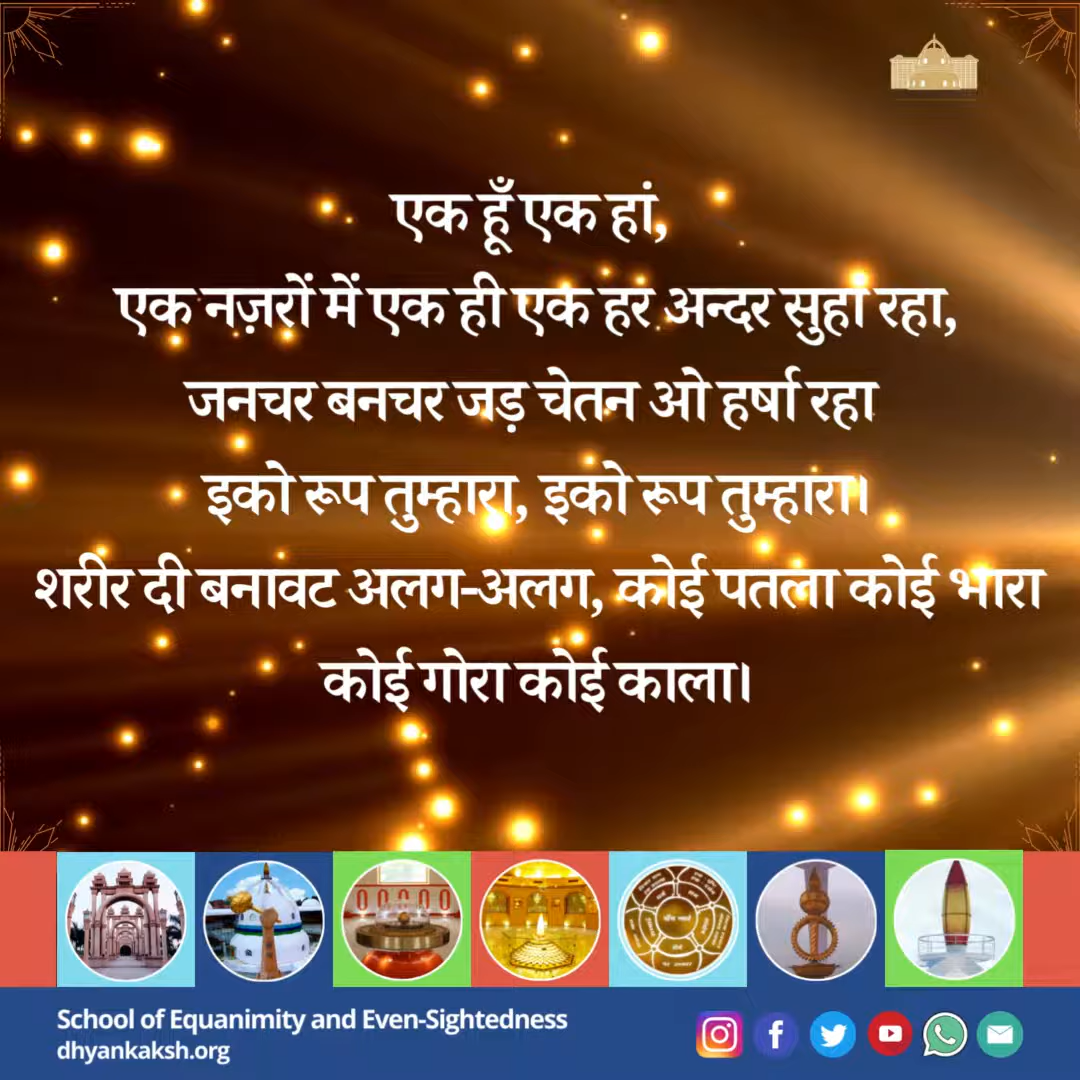 एक हूँ एक हां,
एक नज़रों में एक ही एक हर अन्दर सुहा रहा,
जनचर बनचर जड़ चेतन ओ हर्षा रहा
इको रूप तुम्हारा, इको रूप तुम्हारा।
शरीर दी बनावट अलग-अलग, कोई पतला कोई भारा
कोई गोरा कोई काला।
School of Equanimity and Even-Sightedness
dhyankaksh.org